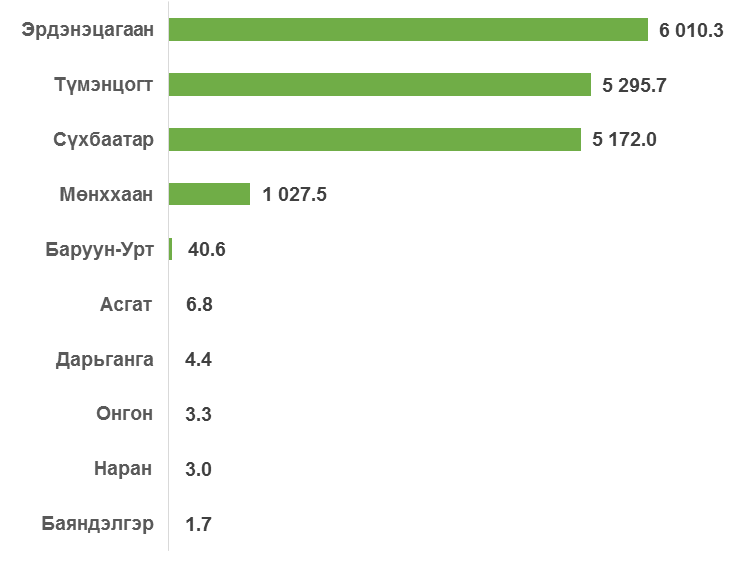 Эрдэнэцагаан 6 010.3
Түмэнцогт 5 295.7
Сүхбаатар 5 172.0
Мөнххаан 1 027.5
Баруун-Урт 40.6
Асгат 6.8
Дарьганга 4.4
Онгон 3.3
Наран 3.0
Баяндэлгэр 1.7